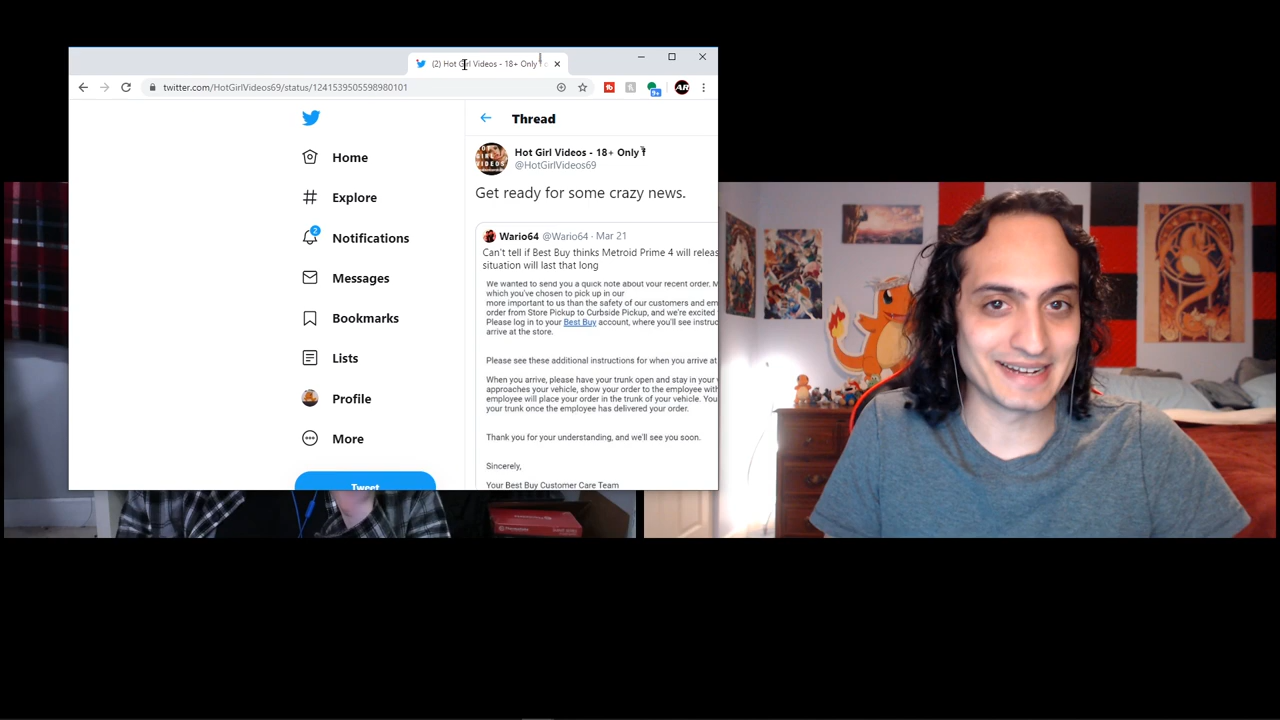 (2) Hot Girl Videos - 18+ Only
twitter.com/HotGirlVideos69/status/1241539505598980101
9+
AR
Home
Explore
2
Notifications
Messages
Bookmarks
Lists
Profile
More
Tweet
Thread
HOT GIRL VIDEOS
Hot Girl Videos - 18+ Only
@HotGirlVideos69
Get ready for some crazy news.
Wario64 @Wario64 · Mar 21
Can't tell if Best Buy thinks Metroid Prime 4 will
situation will last that long
We wanted to send you a quick note about your recent order.
which you've chosen to pick up in our
more important to us than the safety of our customers and
order from Store Pickup to Curbside Pickup, and we're excited
Please log in to your Best Buy account, where you'll see
arrive at the store.
Please see these additional instructions for when you arrive at
When you arrive, please have your trunk open and stay in your
approaches your vehicle, show your order to the employee
employee will place your order in the trunk of your vehicle.
your trunk once the employee has delivered your order.
Thank you for your understanding, and we'll see you soon.
Sincerely,
Your Best Buy Customer Care Team